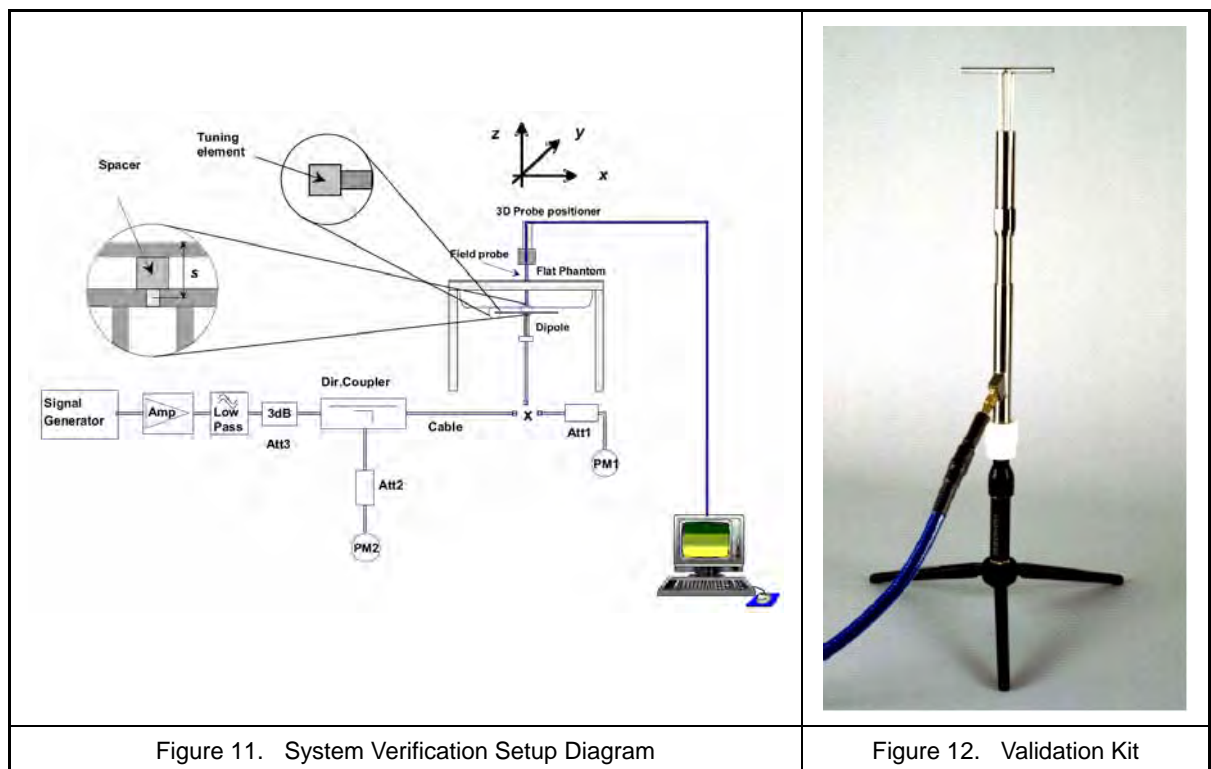 Tuning
element
Spacer
s
z
y
x
3D Probe positioner
Field probe
Flat Phantom
Dipole
Signal
Generator
Amp
Low
Pass
3dB
Att3
Dir.Coupler
Cable
x
Att1
PM1
Att2
PM2
Figure 11. System Verification Setup Diagram
Figure 12. Validation Kit